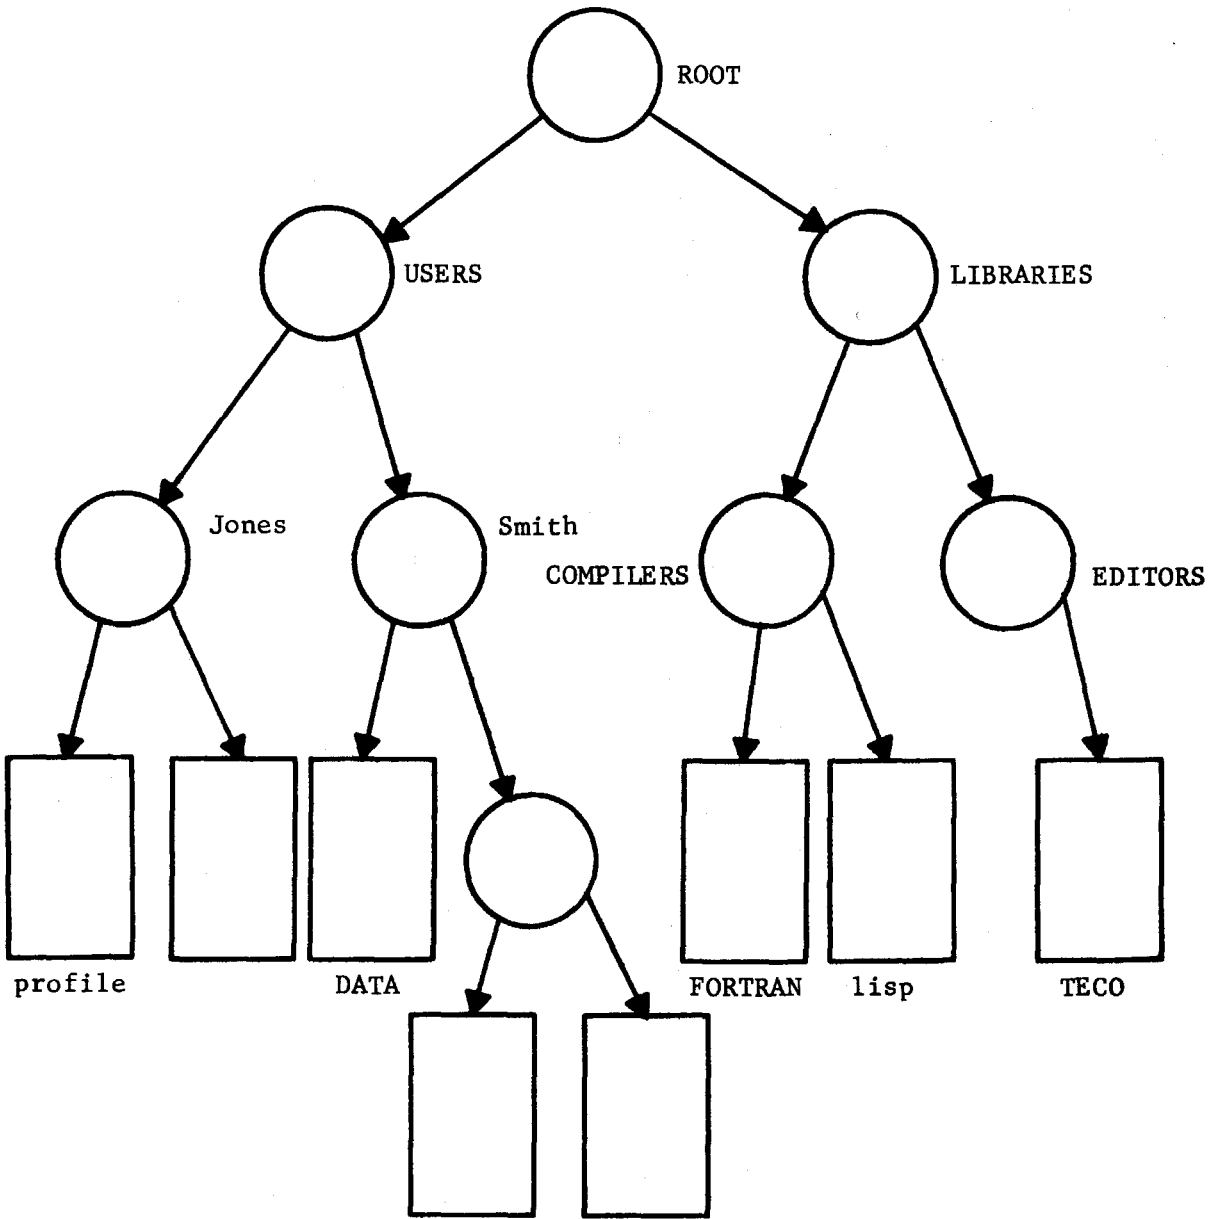 ROOT
USERS
LIBRARIES
Jones
Smith
COMPILERS
EDITORS
profile
DATA
FORTRAN
lisp
TECO